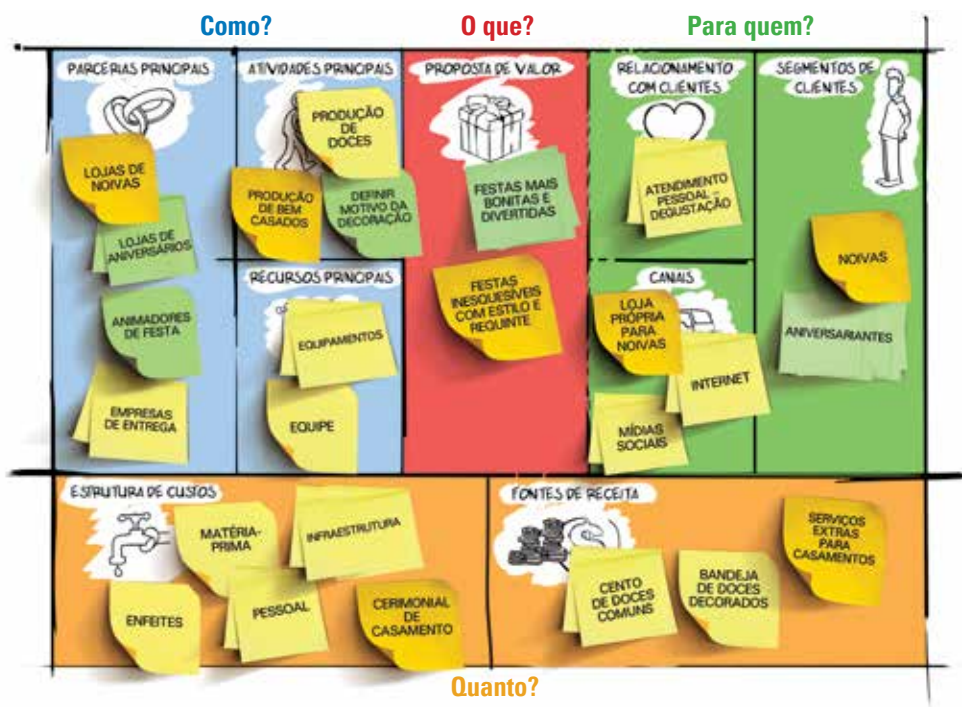 Como?
O que?
Para quem?
PARCERIAS PRINCIPAIS
LOJAS DE
NOIVAS
LOJAS DE
ANIVERSÁRIOS
ANIMADORES
DE FESTA
EMPRESAS
DE ENTREGA
ATIVIDADES PRINCIPAIS
PRODUÇÃO
DE
DOCES
PRODUÇÃO
DE BEM
CASADOS
DEFINIR
MOTIVO DA
DECORAÇÃO
RECURSOS PRINCIPAIS
EQUIPAMENTOS
EQUIPE
PROPOSTA DE VALOR
FESTAS MAIS
BONITAS E
DIVERTIDAS
FESTAS
INESQUESÍVEIS
COM ESTILO E
REQUINTE
RELACIONAMENTO
COM CLIENTES
ATENDIMENTO
PESSOAL –
DEGUSTAÇÃO
CANAIS
LOJA
PRÓPRIA
PARA
NOIVAS
INTERNET
MÍDIAS
SOCIAIS
SEGMENTOS DE
CLIENTES
NOIVAS
ANIVERSARIANTES
ESTRUTURA DE CUSTOS
MATÉRIA-
PRIMA
INFRAESTRUTURA
ENFEITES
PESSOAL
CERIMONIAL
DE
CASAMENTO
FONTES DE RECEITA
CENTO
DE DOCES
COMUNS
BANDEJA
DE DOCES
DECORADOS
SERVIÇOS
EXTRAS
PARA
CASAMENTOS
Quanto?